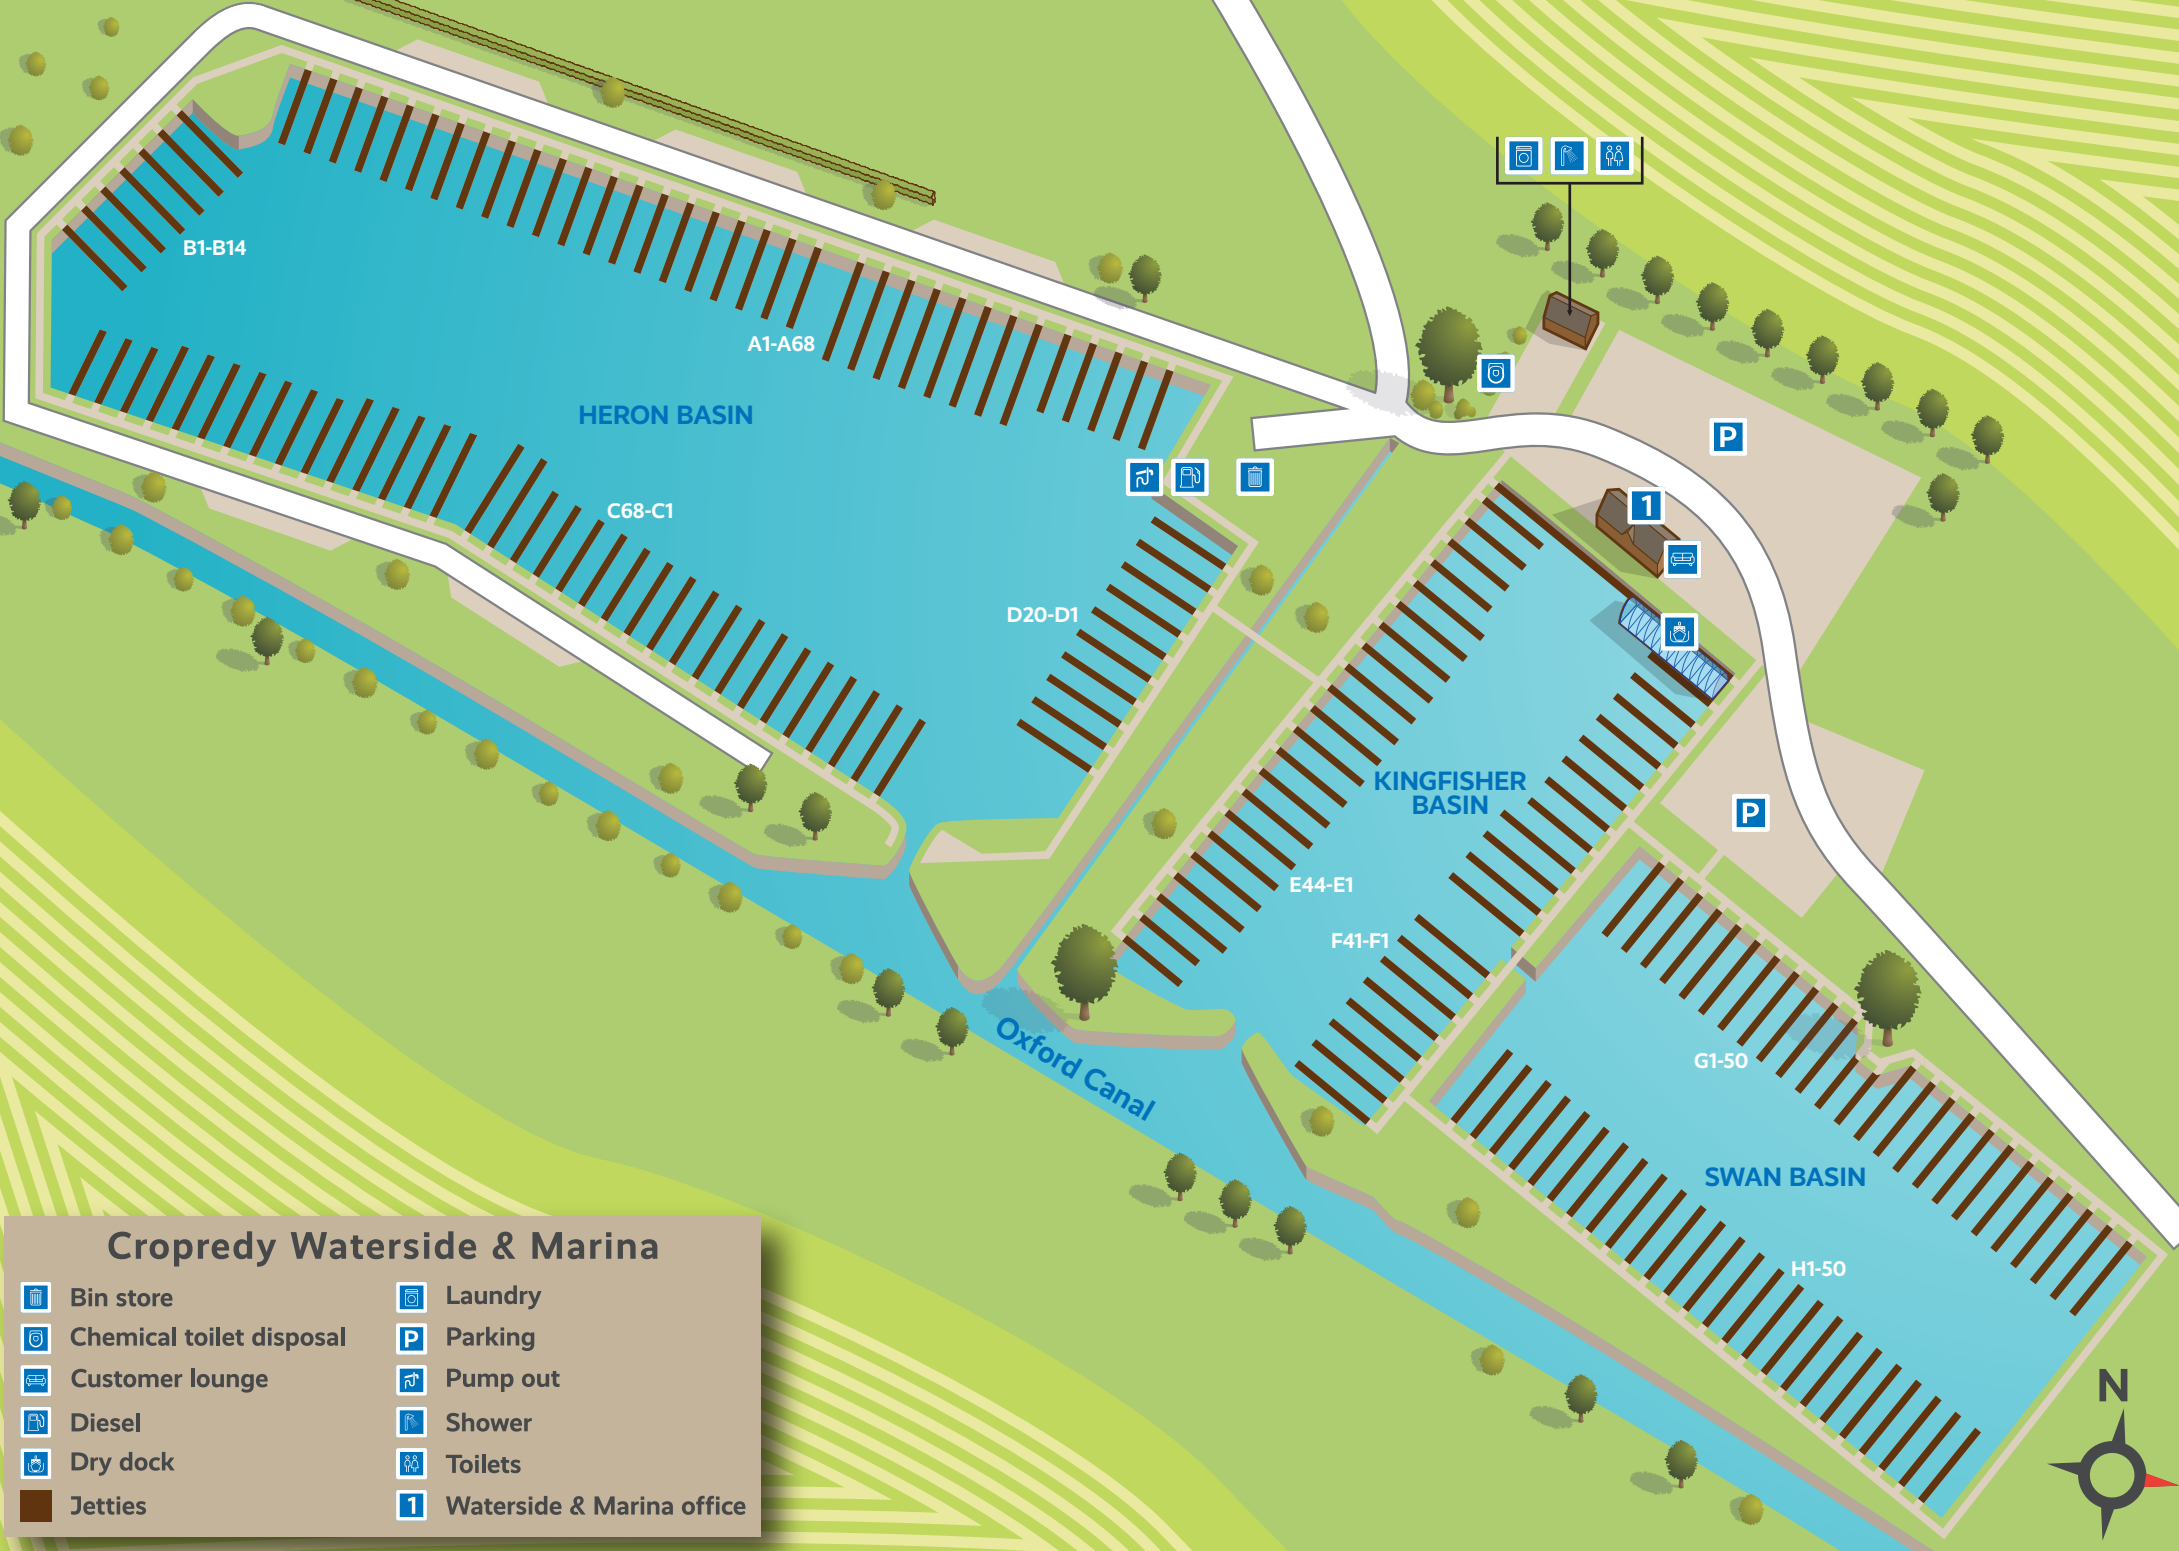 B1-B14
A1-A68
HERON BASIN
C68-C1
D20-D1
P
1
KINGFISHER
BASIN
P
E44-E1
F41-F1
Oxford Canal
G1-50
SWAN BASIN
H1-50
N
Cropredy Waterside & Marina
Bin store
Chemical toilet disposal
Customer lounge
Diesel
Dry dock
Jetties
Laundry
P Parking
Pump out
Shower
Toilets
1 Waterside & Marina office